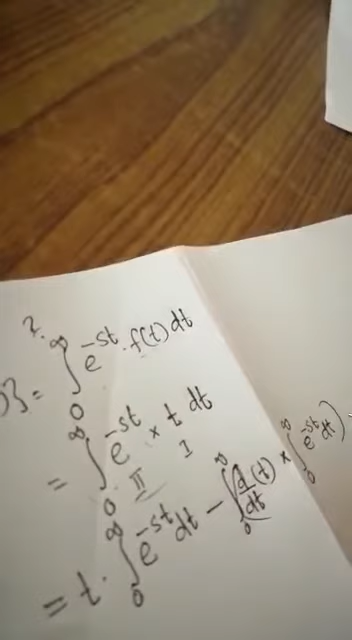 2.
)} = ∫₀^∞ e^-st . f(t) dt
= ∫₀^∞ e^-st × t dt
II I
= t . ∫₀^∞ e^-st dt - ∫₀^∞ (d/dt (t) × ∫₀^∞ e^-st dt)